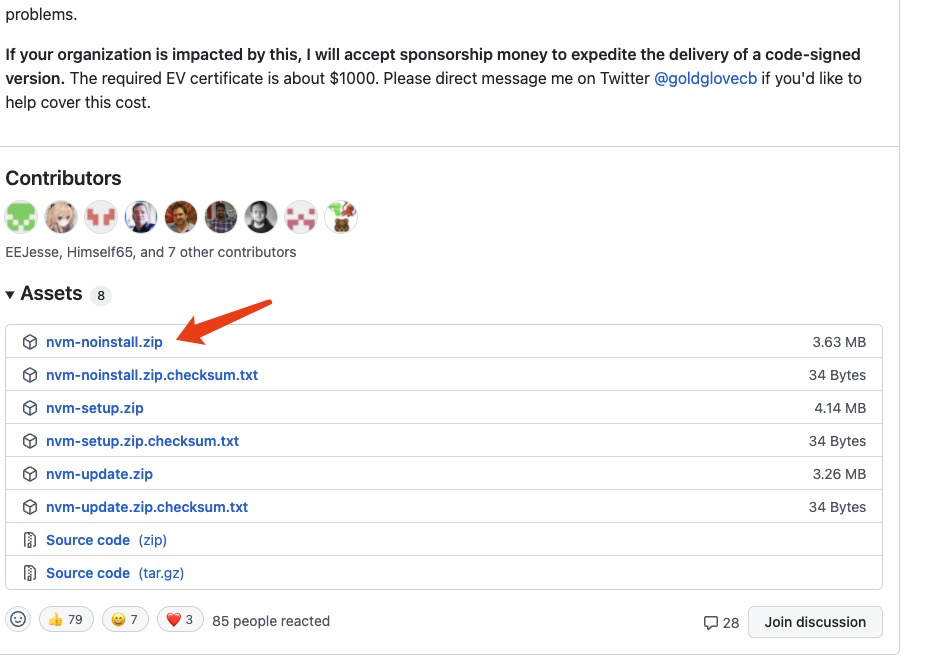 problems.
If your organization is impacted by this, I will accept sponsorship money to expedite the delivery of a code-signed
version. The required EV certificate is about $1000. Please direct message me on Twitter @goldglovecb if you'd like to
help cover this cost.
Contributors
EEJesse, Himself65, and 7 other contributors
Assets 8
nvm-noinstall.zip 3.63 MB
nvm-noinstall.zip.checksum.txt 34 Bytes
nvm-setup.zip 4.14 MB
nvm-setup.zip.checksum.txt 34 Bytes
nvm-update.zip 3.26 MB
nvm-update.zip.checksum.txt 34 Bytes
Source code (zip)
Source code (tar.gz)
👍 79 😄 7 ❤️ 3 85 people reacted 28 Join discussion